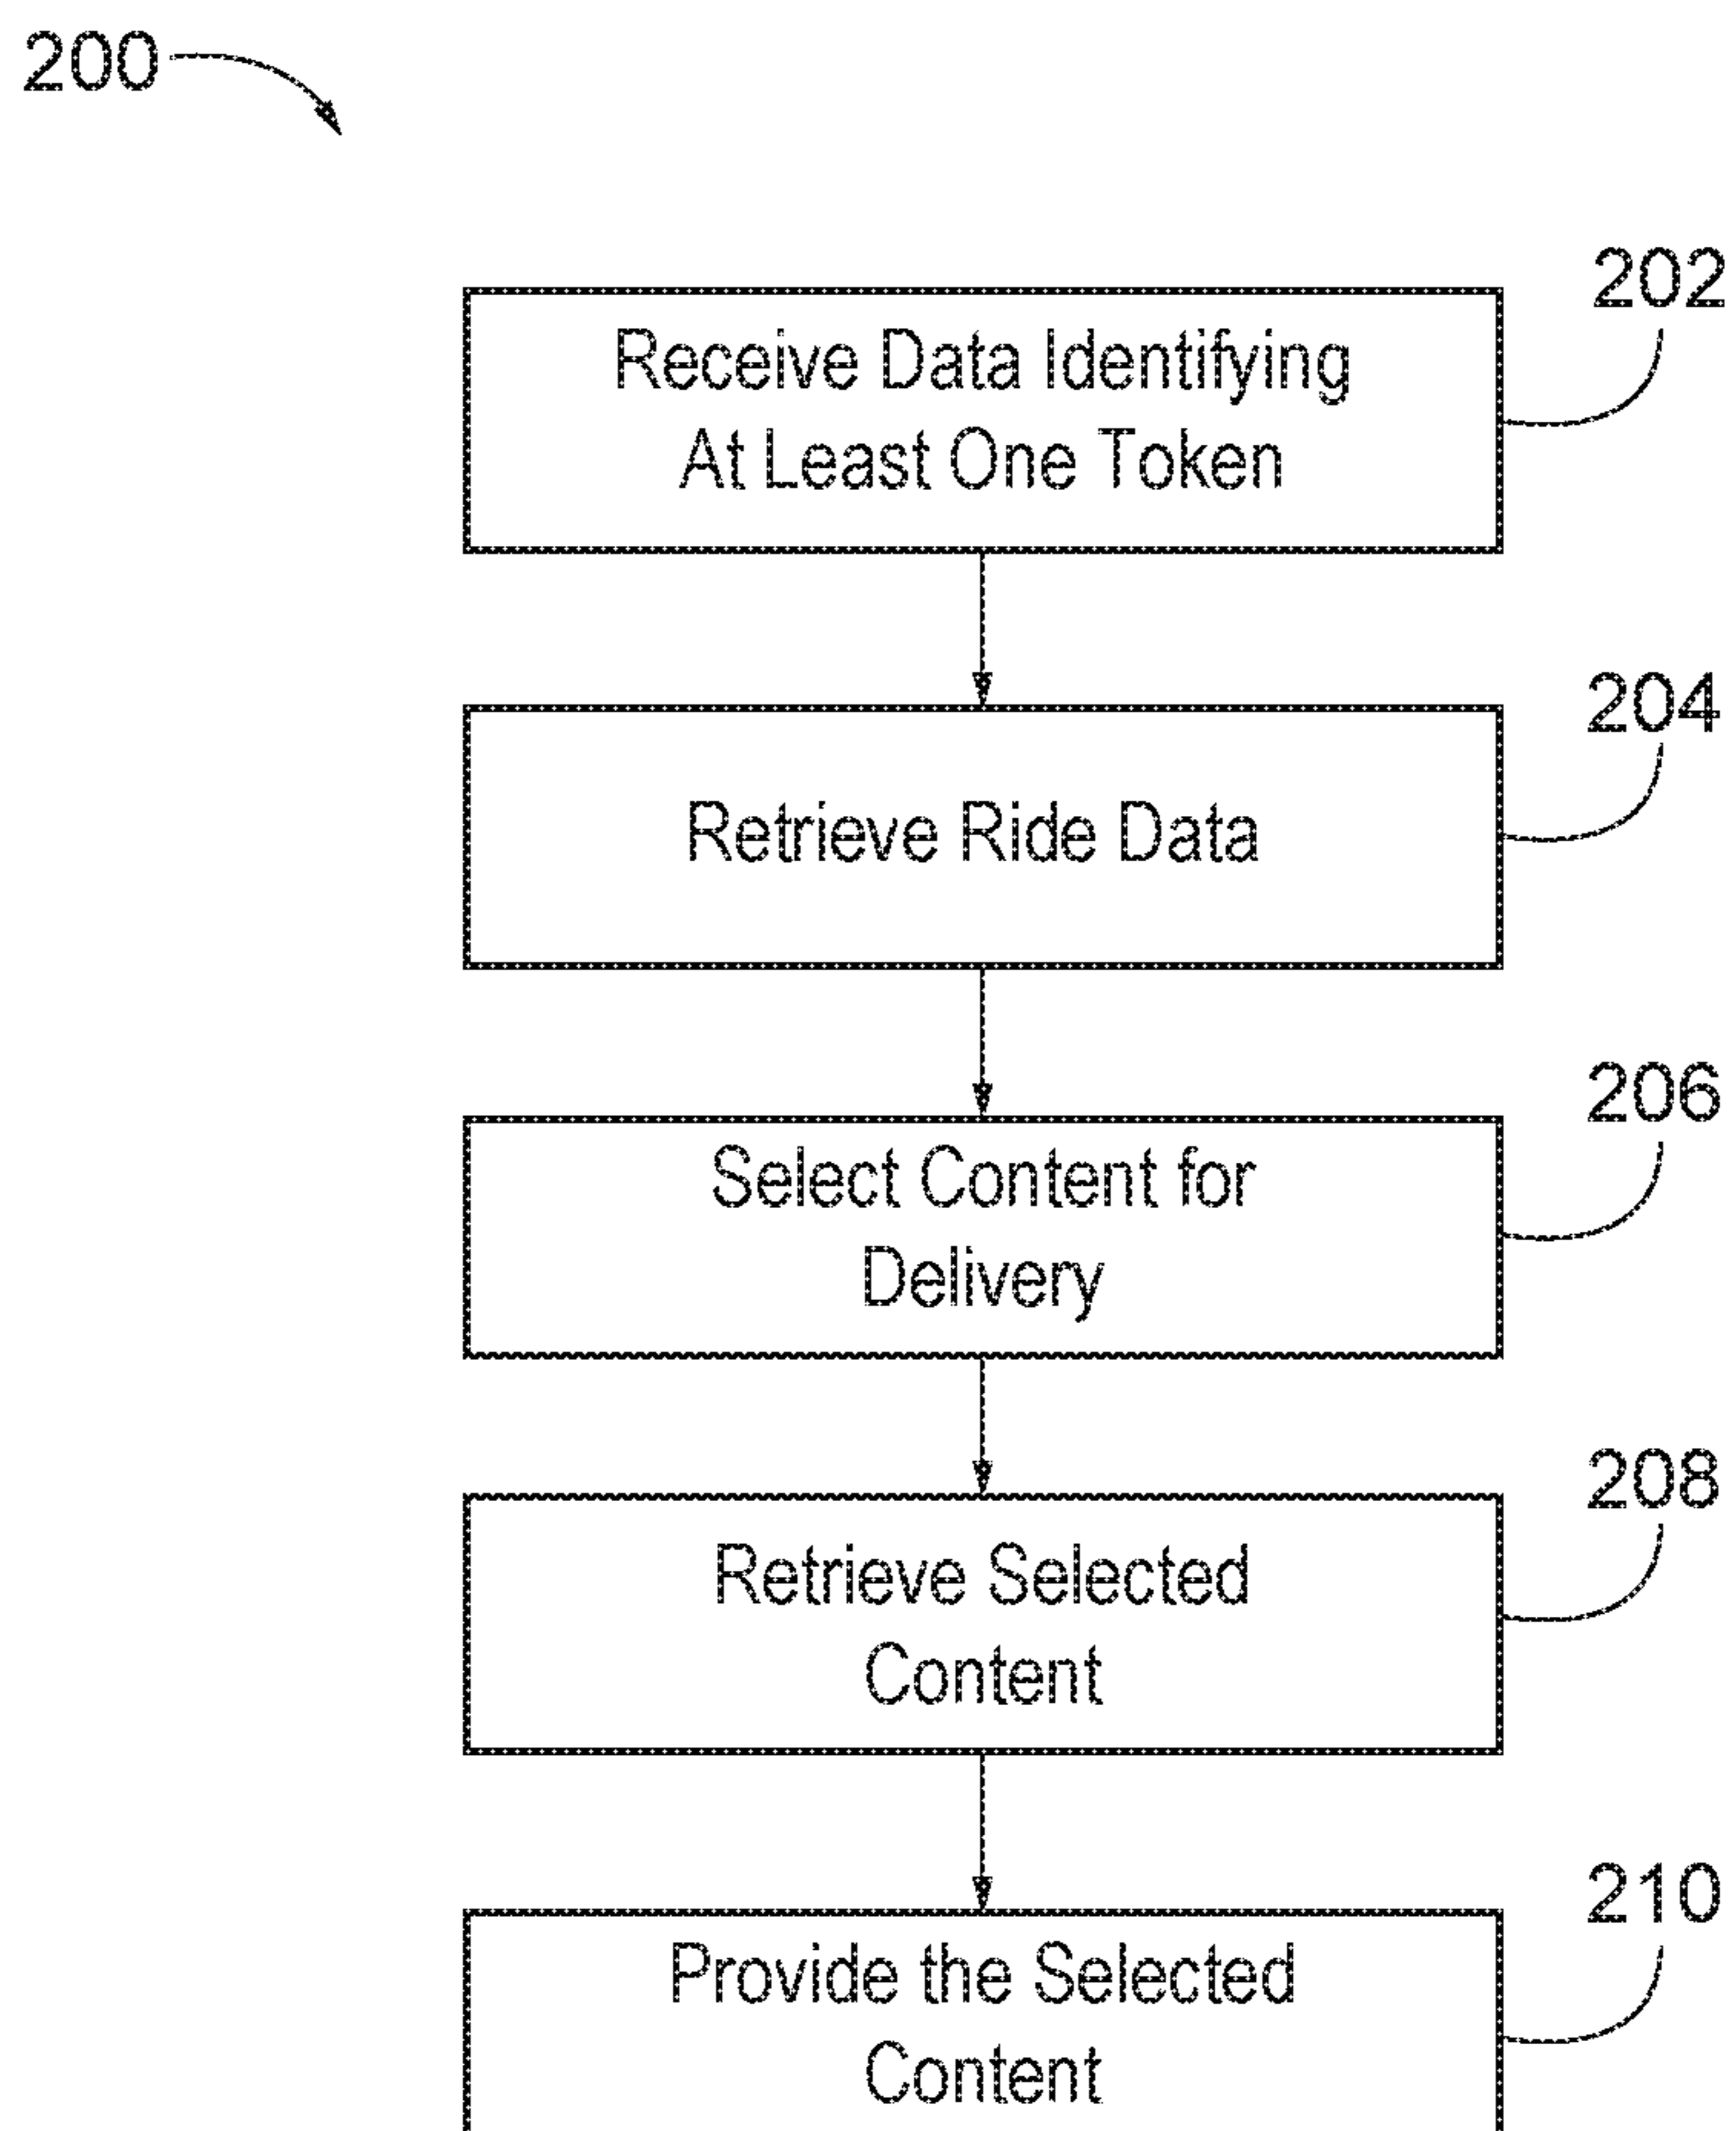 200
202
Receive Data Identifying
At Least One Token
204
Retrieve Ride Data
206
Select Content for
Delivery
208
Retrieve Selected
Content
210
Provide the Selected
Content